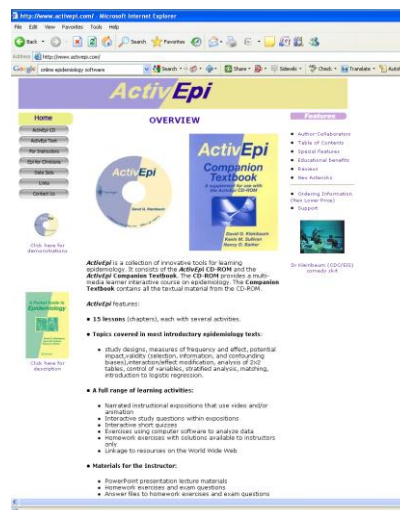 http://www.activepi.com/ - Microsoft Internet Explorer
File Edit View Favorites Tools Help
Back Search Favorites
Address http://www.activepi.com/
Google online epidemiology software Search Share Sidewiki Check Translate
ActivEpi
Home
ActivEpi CD
ActivEpi Text
For Instructors
Epi for Clinicians
Data Sets
Links
Contact Us
Click here for
demonstrations
A Pocket Guide to
Epidemiology
Click here for
description
OVERVIEW
ActivEpi
David G. Kleinbaum
ActivEpi
Companion
Textbook
A supplement for use with
the ActivEpi CD-ROM
David G. Kleinbaum
Kevin M. Sullivan
Nancy D. Barker
ActivEpi is a collection of innovative tools for learning
epidemiology. It consists of the ActivEpi CD-ROM and the
ActivEpi Companion Textbook. The CD-ROM provides a multi-
media learner interactive course on epidemiology. The Companion
Textbook contains all the textual material from the CD-ROM.
ActivEpi features:
• 15 lessons (chapters), each with several activities.
• Topics covered in most introductory epidemiology texts:
• study designs, measures of frequency and effect, potential
impact,validity (selection, information, and confounding
biases),interaction/effect modification, analysis of 2x2
tables, control of variables, stratified analysis, matching,
introduction to logistic regression.
• A full range of learning activities:
• Narrated instructional expositions that use video and/or
animation
• Interactive study questions within expositions
• Interactive short quizzes
• Exercises using computer software to analyze data
• Homework exercises with solutions available to instructors
only
• Linkage to resources on the World Wide Web
• Materials for the Instructor:
• PowerPoint presentation lecture materials
• Homework exercises and exam questions
• Answer files to homework exercises and exam questions
Features
• Author-Collaborators
• Table of Contents
• Special Features
• Educational Benefits
• Reviews
• New Asterisks
• Ordering Information
(New Lower Price)
• Support
Dr Kleinbaum (CDC/EIS)
comedy skit